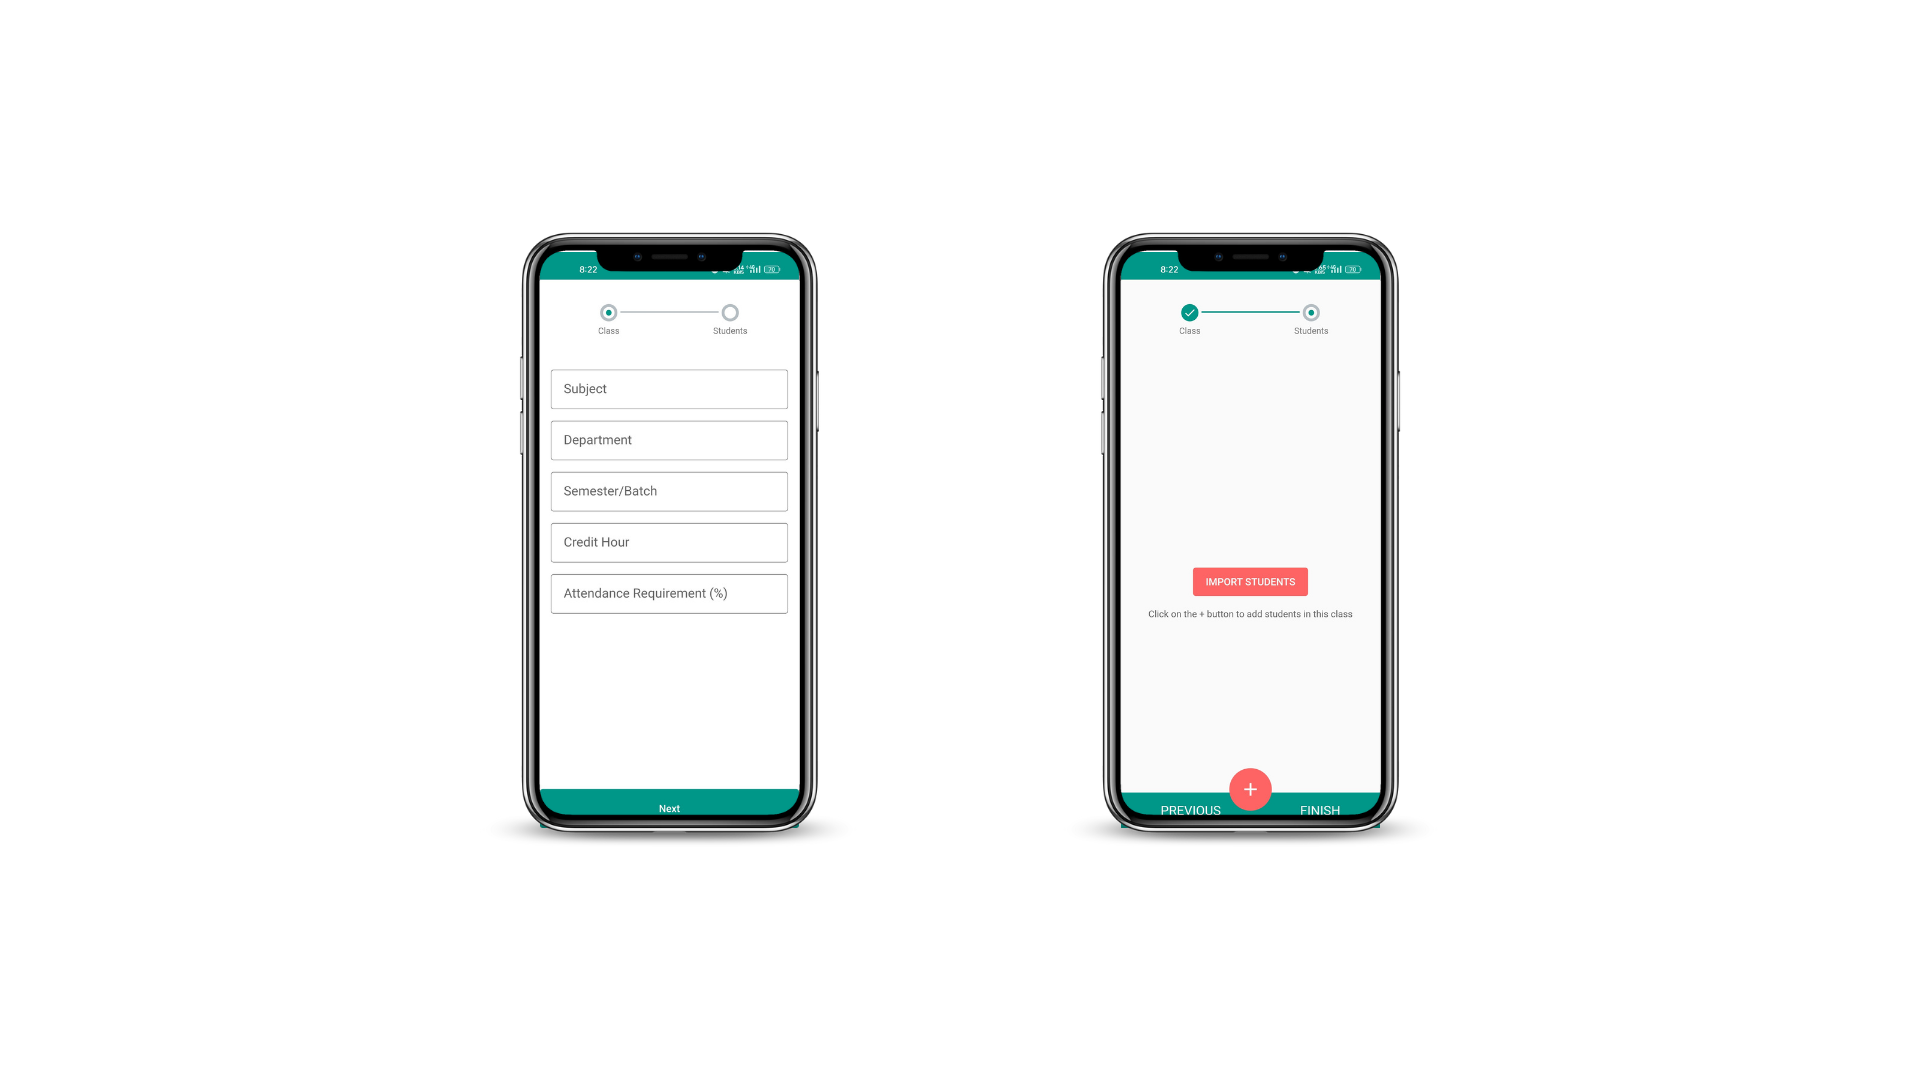 8:22
Class
Students
Subject
Department
Semester/Batch
Credit Hour
Attendance Requirement (%)
Next
8:22
Class
Students
IMPORT STUDENTS
Click on the + button to add students in this class
+
PREVIOUS
FINISH